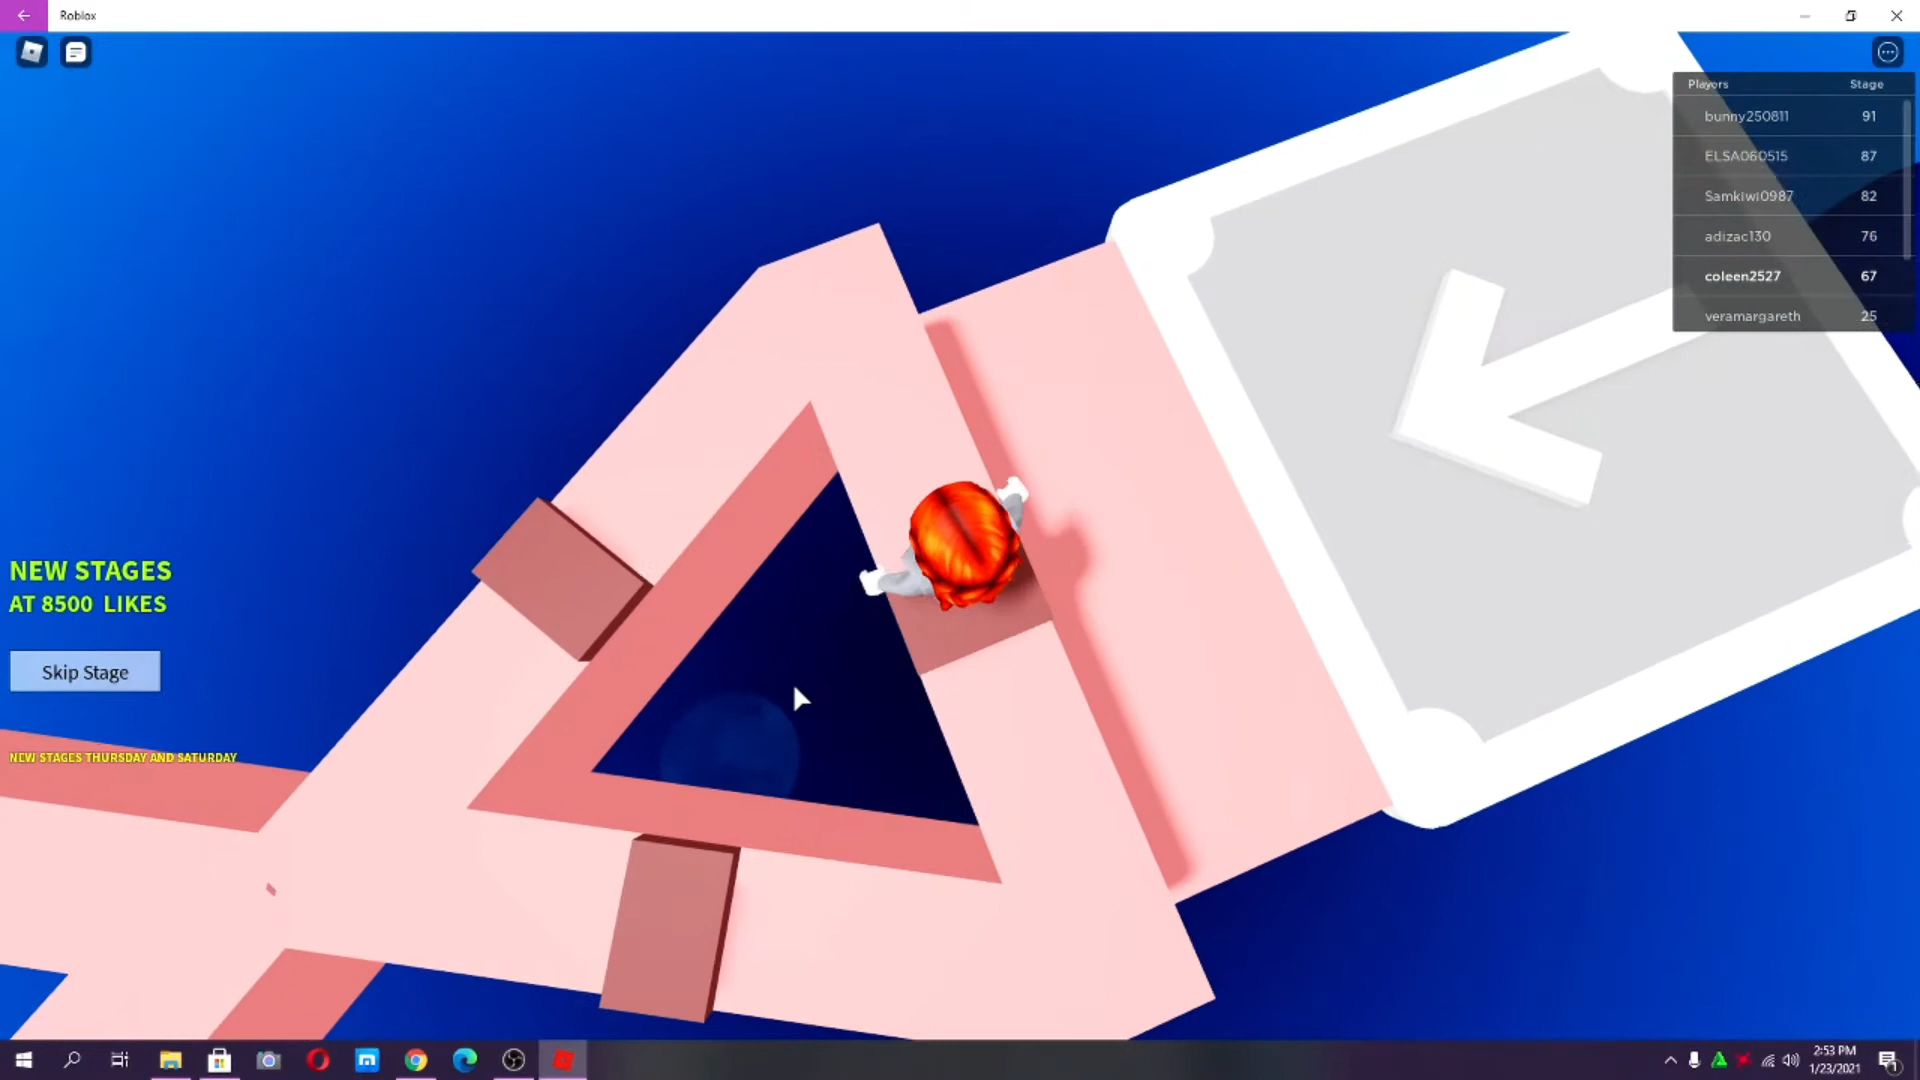 Roblox
Players Stage
bunny250811 91
ELSA060515 87
Samkiwi0987 82
adizac130 76
coleen2527 67
veramargareth 25
NEW STAGES
AT 8500 LIKES
Skip Stage
NEW STAGES THURSDAY AND SATURDAY
2:53 PM
1/23/2021
1